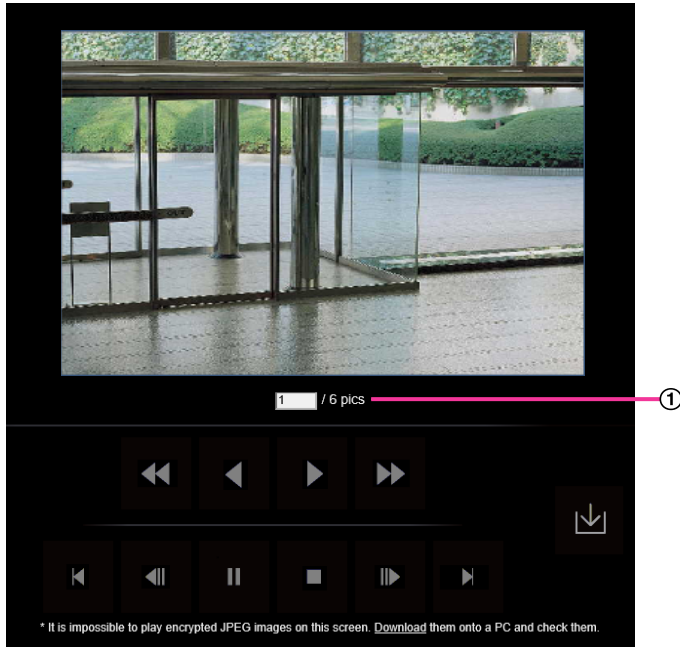 1 / 6 pics ①
* It is impossible to play encrypted JPEG images on this screen. Download them onto a PC and check them.